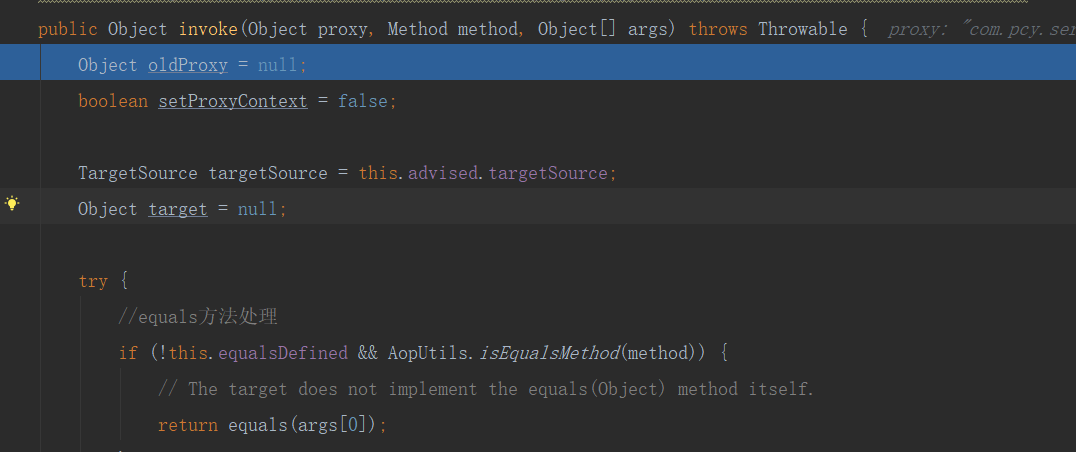 public Object invoke(Object proxy, Method method, Object[] args) throws Throwable {  proxy: "com.pcy.ser
Object oldProxy = null;
boolean setProxyContext = false;
TargetSource targetSource = this.advised.targetSource;
Object target = null;
try {
//equals方法处理
if (!this.equalsDefined && AopUtils.isEqualsMethod(method)) {
// The target does not implement the equals(Object) method itself.
return equals(args[0]);